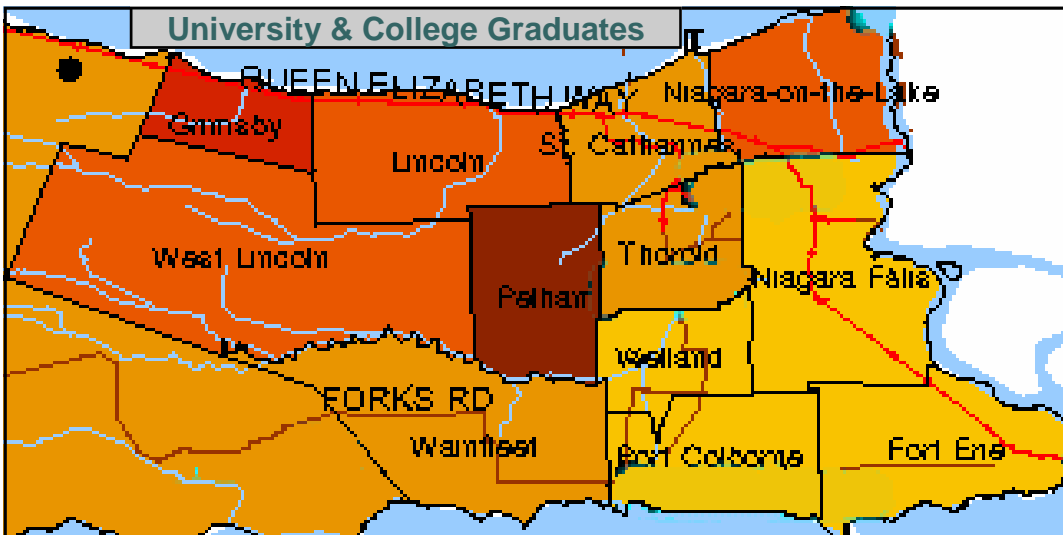 University & College Graduates
QUEEN ELIZABETH WAY
Niagara-on-the-Lake
Grimsby
St. Catharines
Lincoln
West Lincoln
Thorold
Niagara Falls
Pelham
Welland
FORKS RD
Wainfleet
Port Colborne
Fort Erie